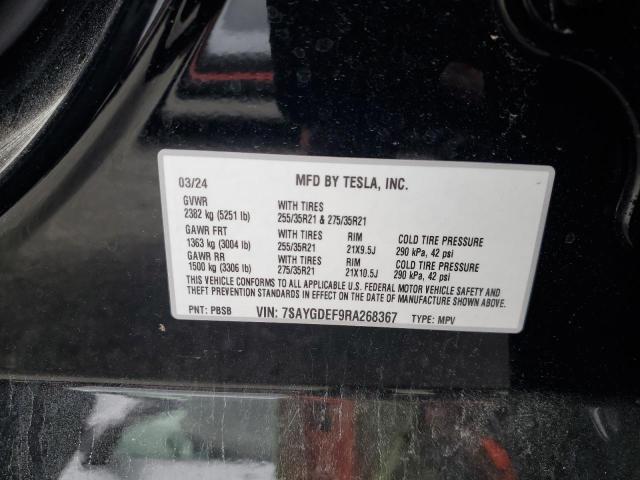 03/24 MFD BY TESLA, INC.
GVWR WITH TIRES
2382 kg (5251 lb) 255/35R21 & 275/35R21
GAWR FRT WITH TIRES RIM COLD TIRE PRESSURE
1363 kg (3004 lb) 255/35R21 21X9.5J 290 kPa, 42 psi
GAWR RR WITH TIRES RIM COLD TIRE PRESSURE
1500 kg (3306 lb) 275/35R21 21X10.5J 290 kPa, 42 psi
THIS VEHICLE CONFORMS TO ALL APPLICABLE U.S. FEDERAL MOTOR VEHICLE SAFETY &
THEFT PREVENTION STANDARDS IN EFFECT ON THE DATE OF MANUFACTURE SHOWN ABOVE.
PNT: PBSB VIN: 7SAYGDEF9RA268367 TYPE: MPV